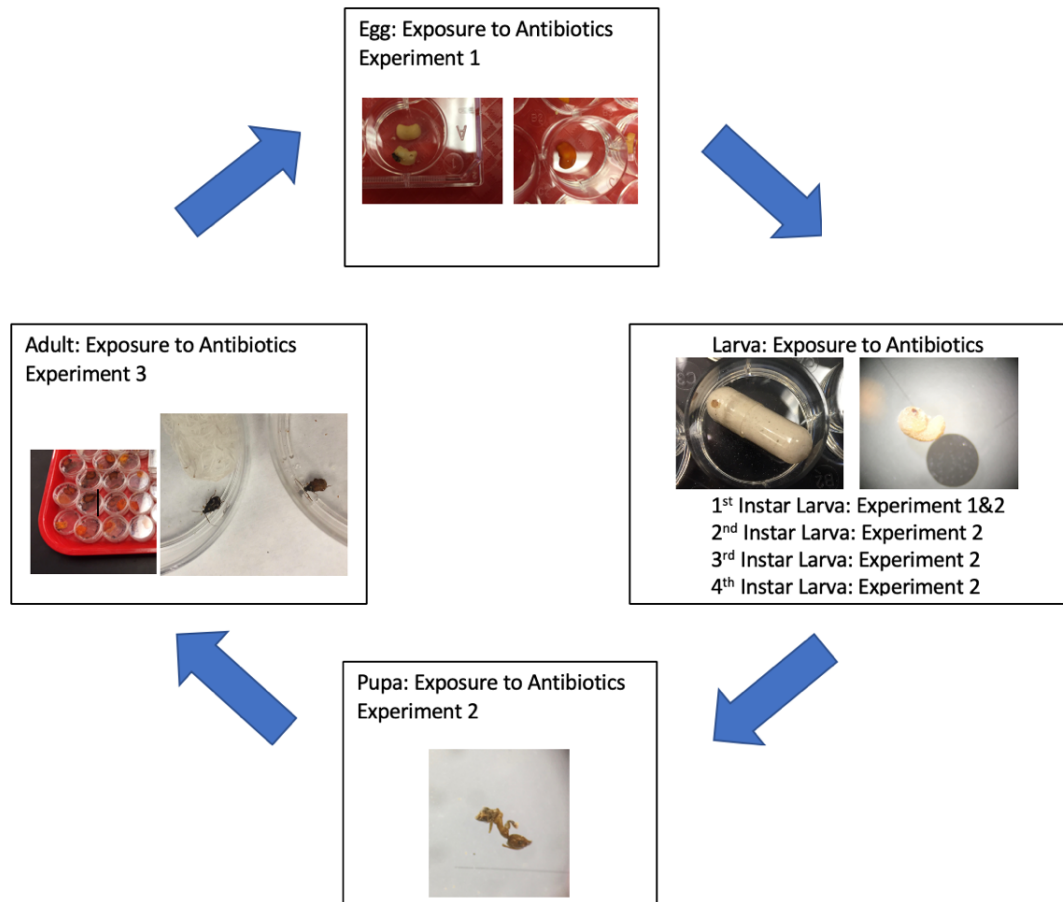 Egg: Exposure to Antibiotics
Experiment 1
A
Larva: Exposure to Antibiotics
C3
B2
1st Instar Larva: Experiment 1&2
2nd Instar Larva: Experiment 2
3rd Instar Larva: Experiment 2
4th Instar Larva: Experiment 2
Pupa: Exposure to Antibiotics
Experiment 2
Adult: Exposure to Antibiotics
Experiment 3